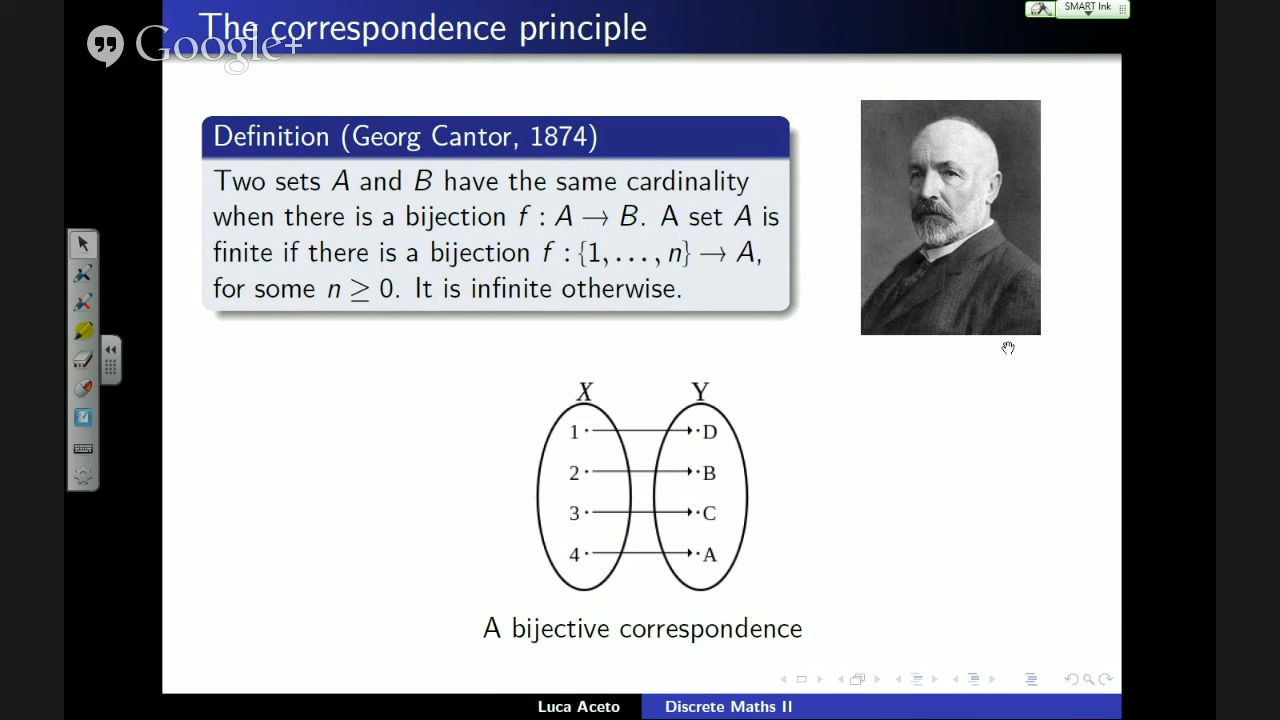 The correspondence principle
SMART Ink
Google+
Definition (Georg Cantor, 1874)
Two sets A and B have the same cardinality
when there is a bijection f : A → B. A set A is
finite if there is a bijection f : {1, . . . , n} → A,
for some n ≥ 0. It is infinite otherwise.
X Y
1 D
2 B
3 C
4 A
A bijective correspondence
Luca Aceto Discrete Maths II